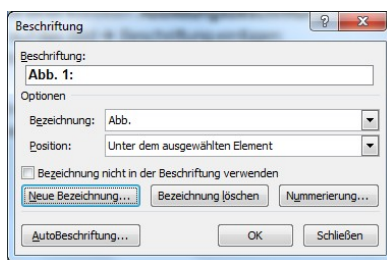 Beschriftung
Beschriftung:
Abb. 1:
Optionen
Bezeichnung: Abb.
Position: Unter dem ausgewählten Element
Bezeichnung nicht in der Beschriftung verwenden
Neue Bezeichnung... Bezeichnung löschen Nummerierung...
AutoBeschriftung... OK Schließen